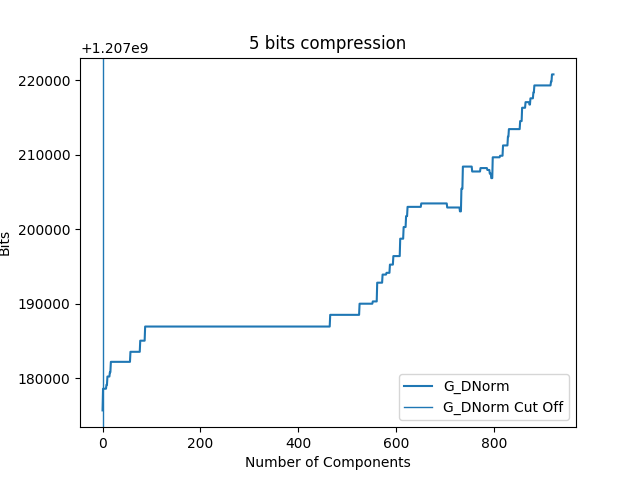 5 bits compression
+1.207e9
220000
210000
200000
190000
180000
Bits
0 200 400 600 800
Number of Components
G_DNorm
G_DNorm Cut Off